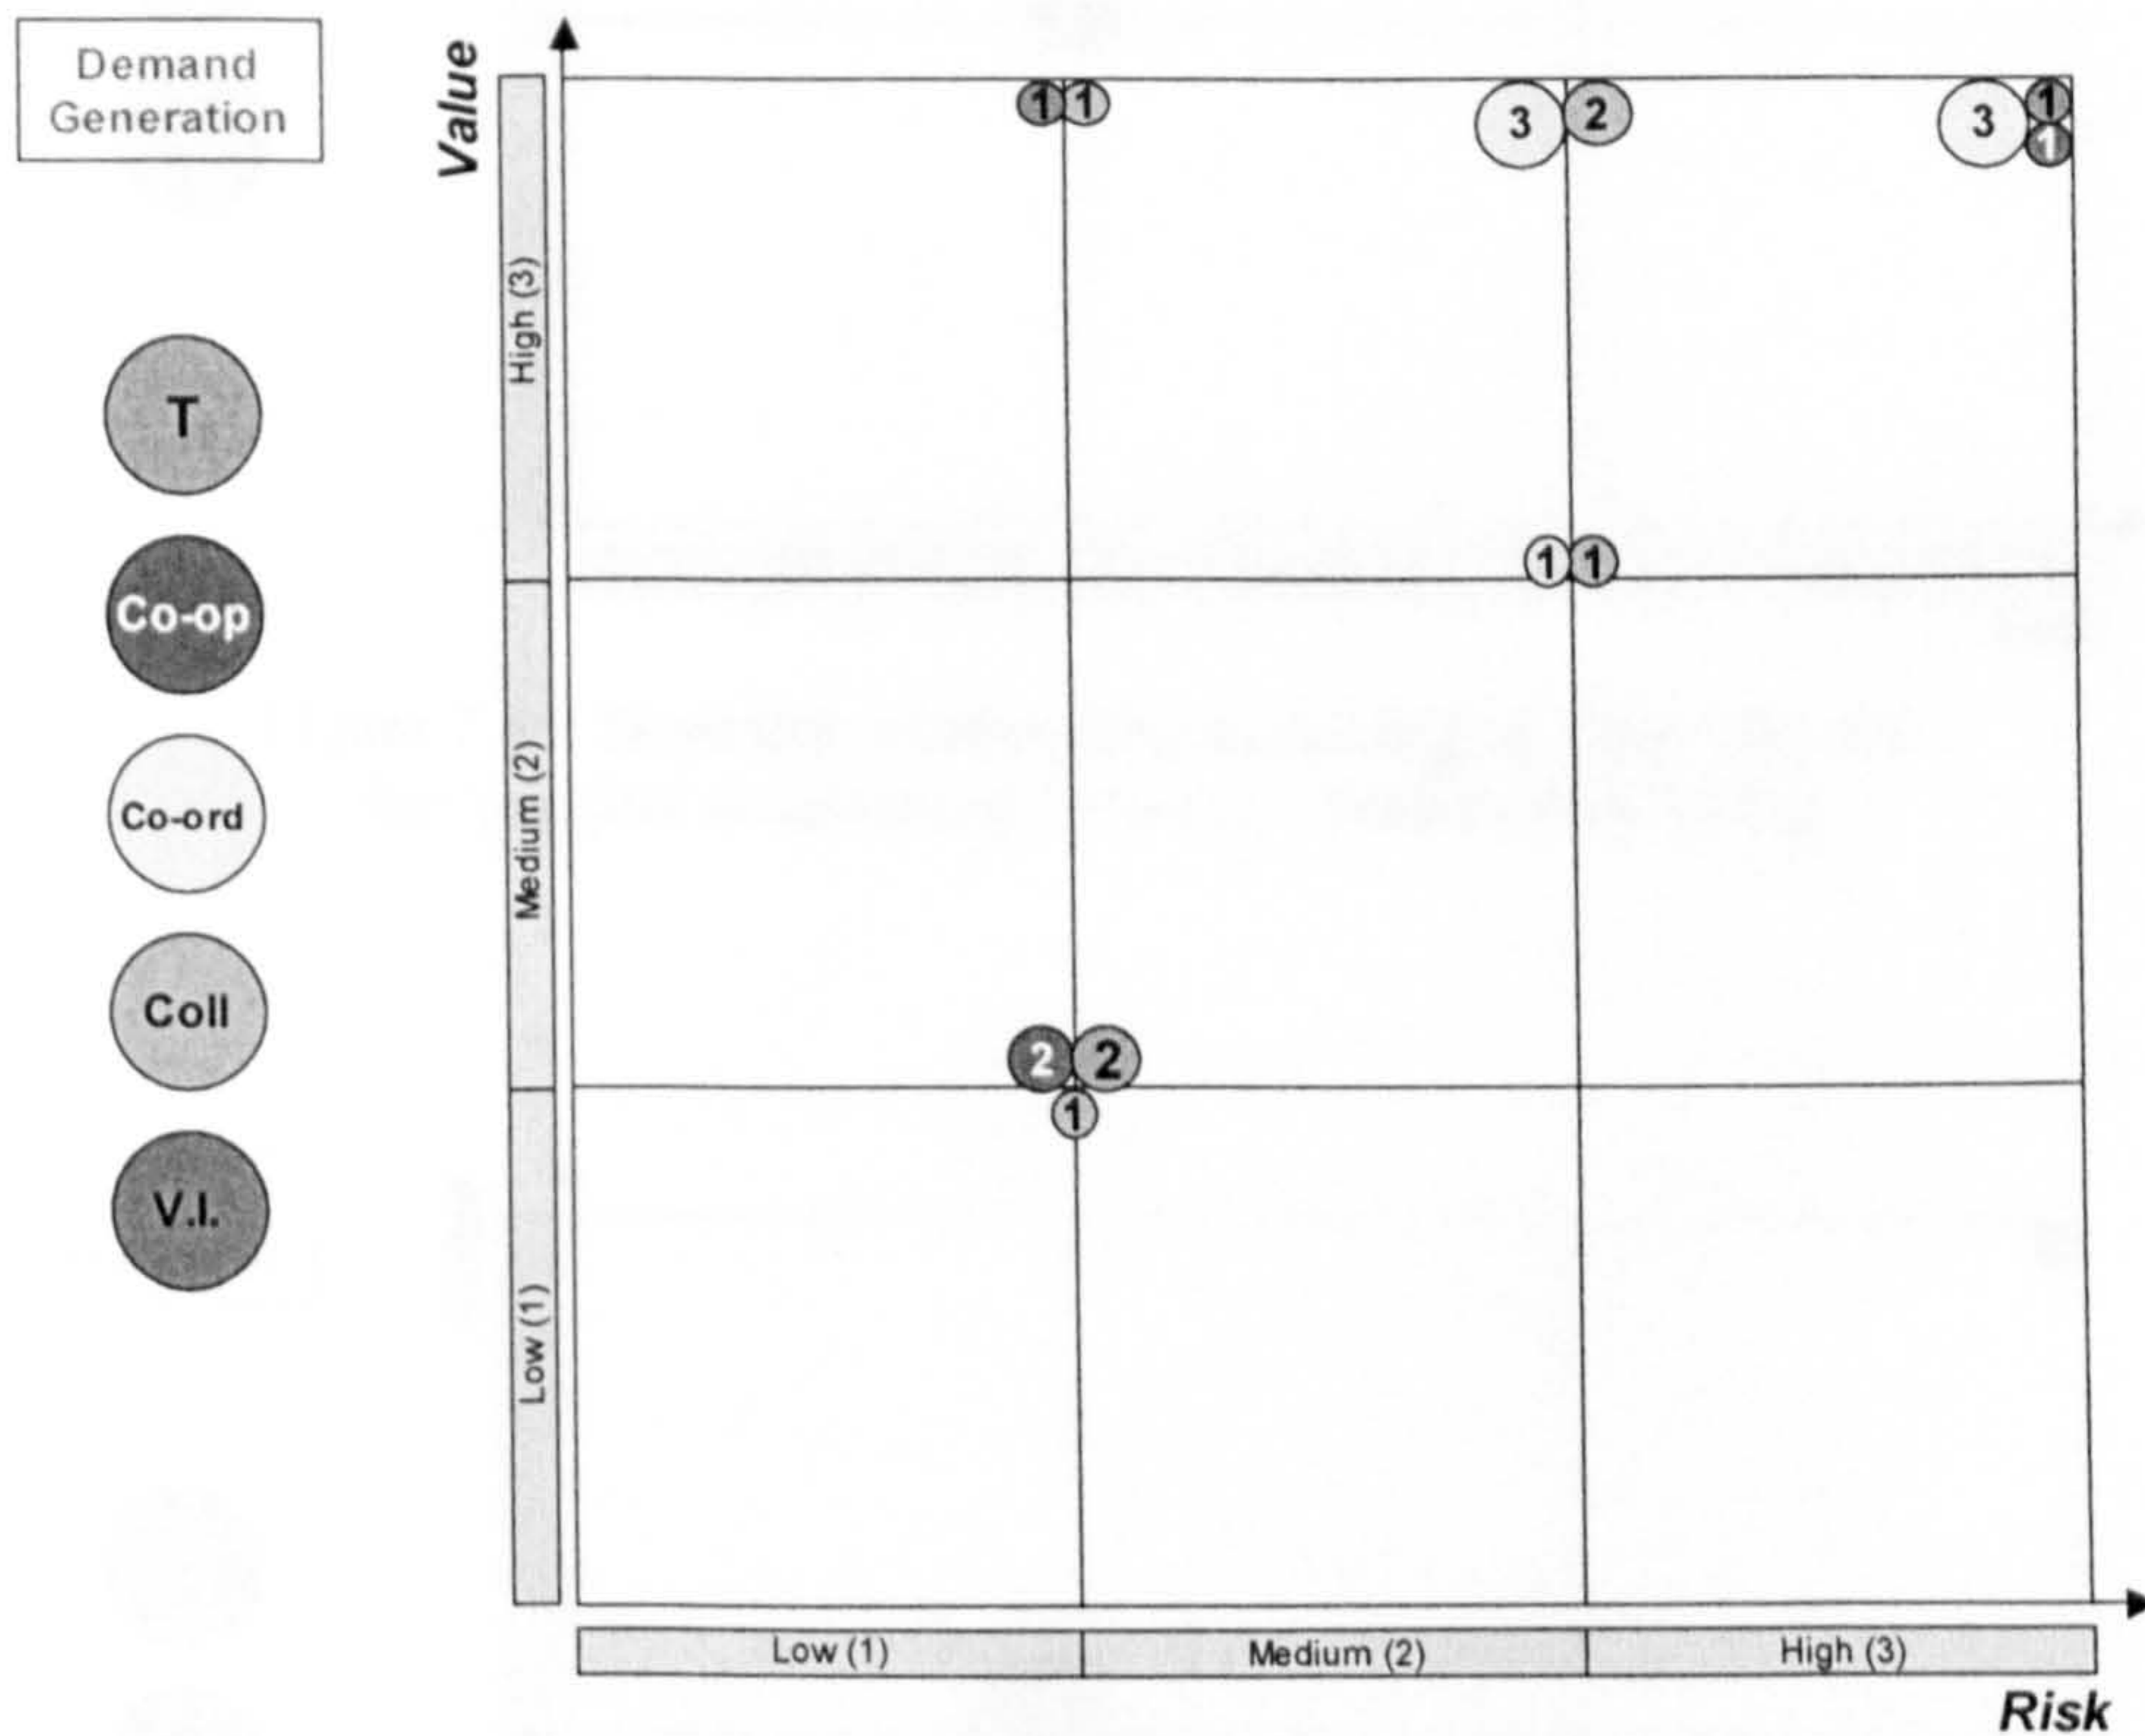 Demand
Generation
Value
High (3)
Medium (2)
Low (1)
T
Co-op
Co-ord
Coll
V.I.
1 1
3 2
3 1
1
1 1
2 2
1
Low (1) Medium (2) High (3)
Risk